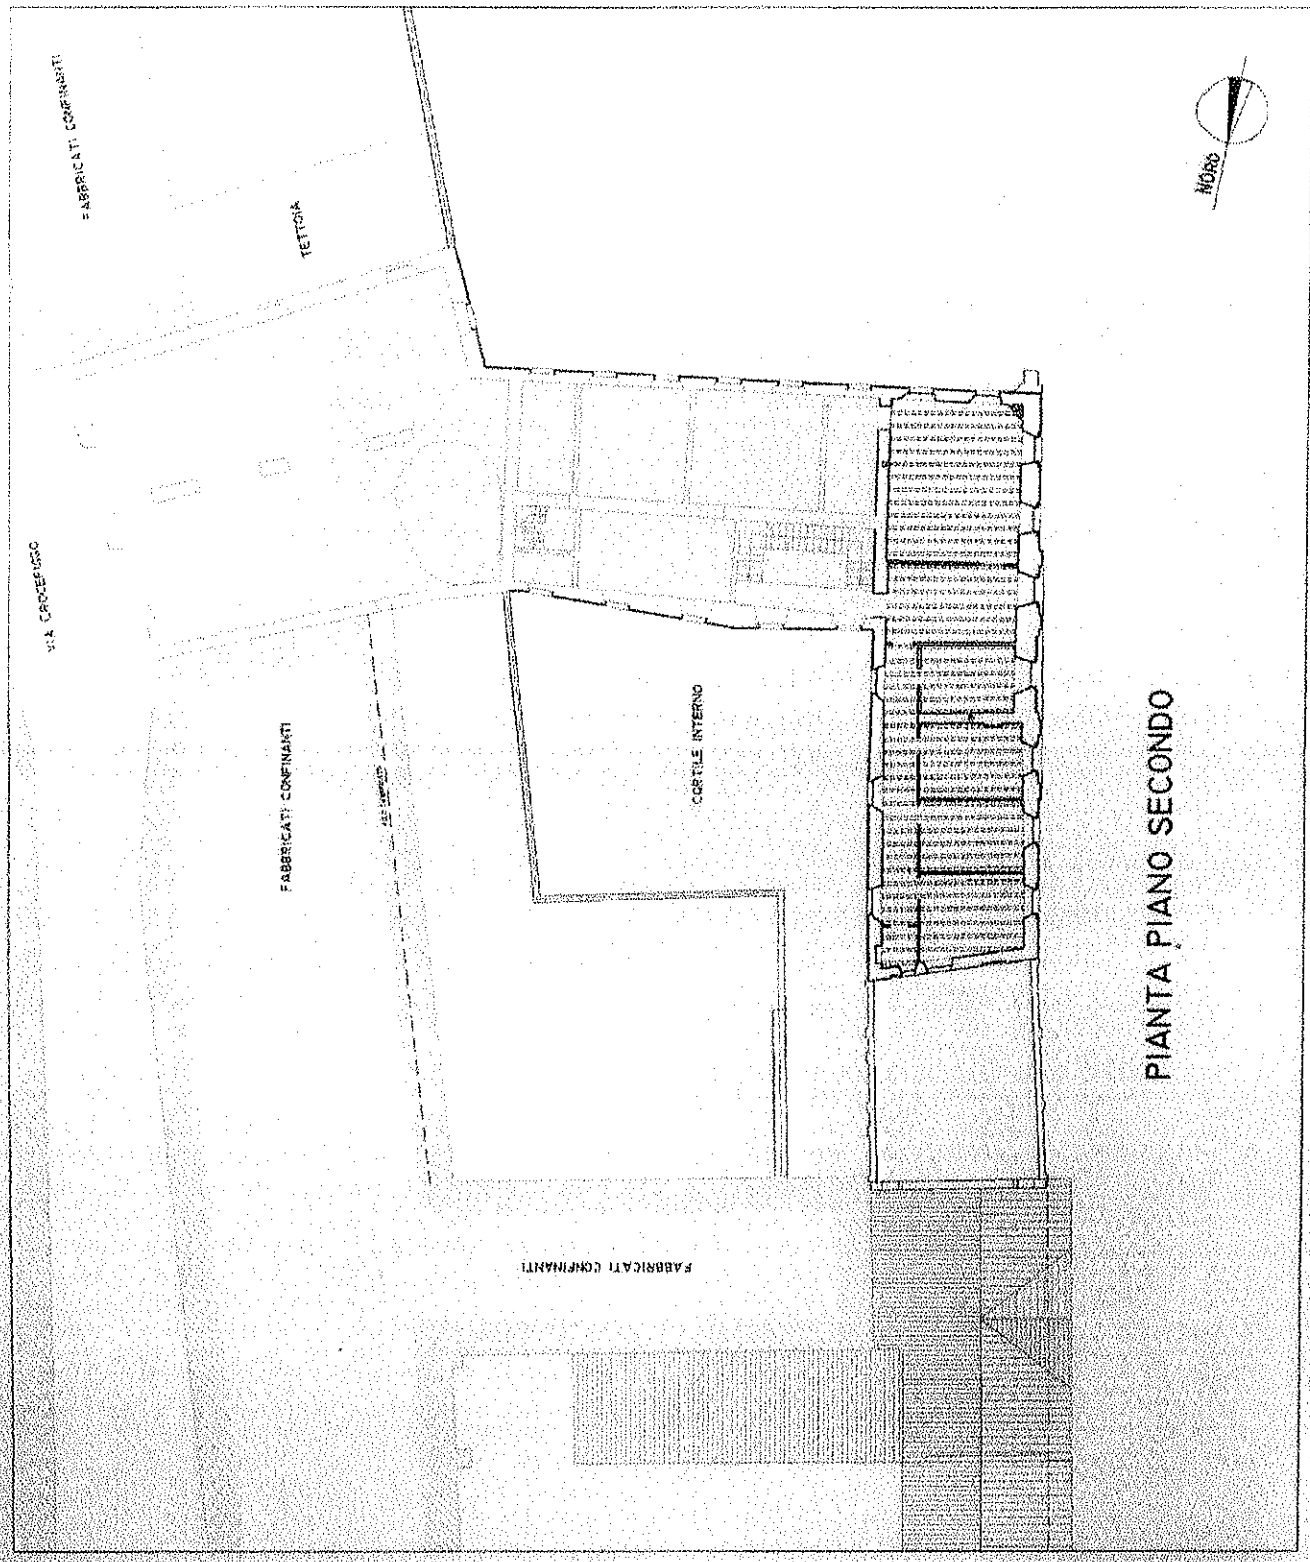 FABBRICATI CONFINANTI
TETTOIA
NORD
VIA CROCEFISSO
FABBRICATI CONFINANTI
CORTILE INTERNO
PIANTA PIANO SECONDO
FABBRICATI CONFINANTI